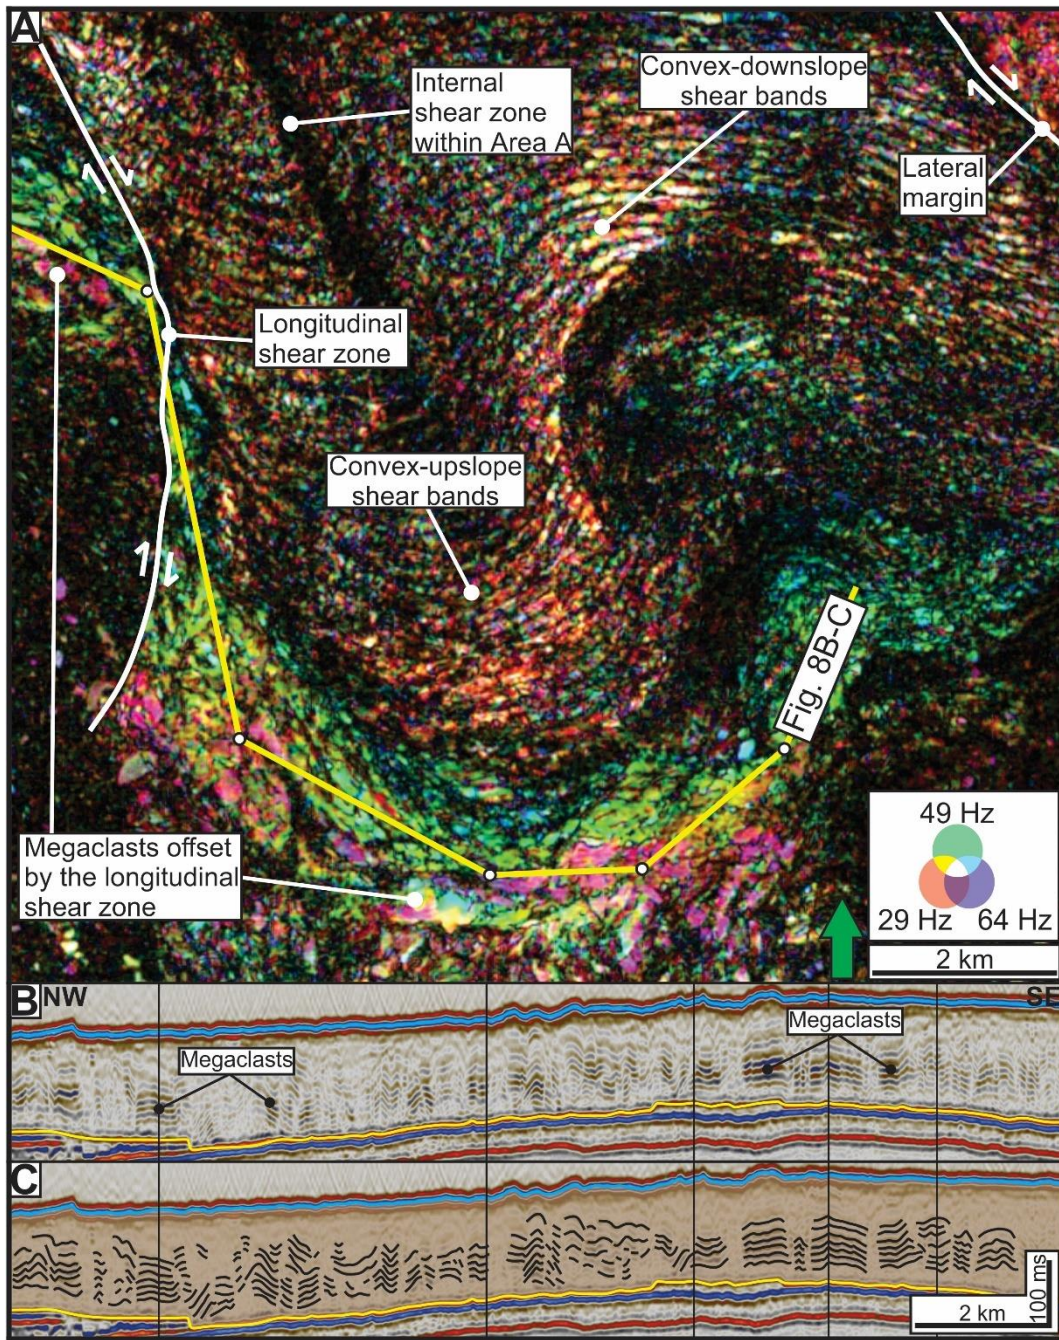 A
Internal
shear zone
within Area A
Convex-downslope
shear bands
Lateral
margin
Longitudinal
shear zone
Convex-upslope
shear bands
Fig. 8B-C
Megaclasts offset
by the longitudinal
shear zone
49 Hz
29 Hz 64 Hz
2 km
B NW SE
Megaclasts
Megaclasts
C
2 km
100 ms